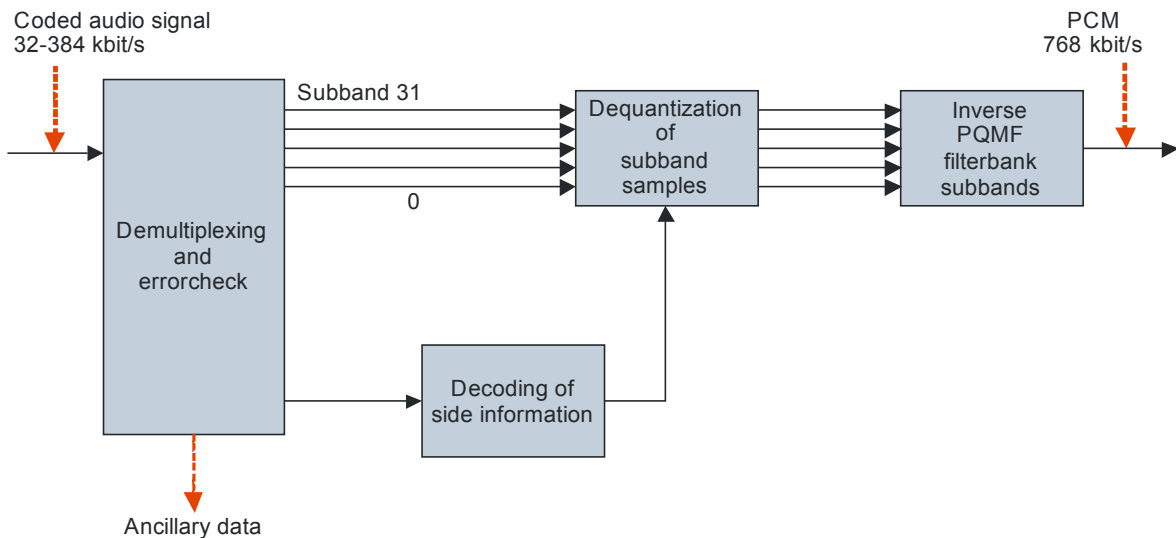 Coded audio signal
32-384 kbit/s
PCM
768 kbit/s
Subband 31
0
Demultiplexing
and
errorcheck
Dequantization
of
subband
samples
Inverse
PQMF
filterbank
subbands
Decoding of
side information
Ancillary data